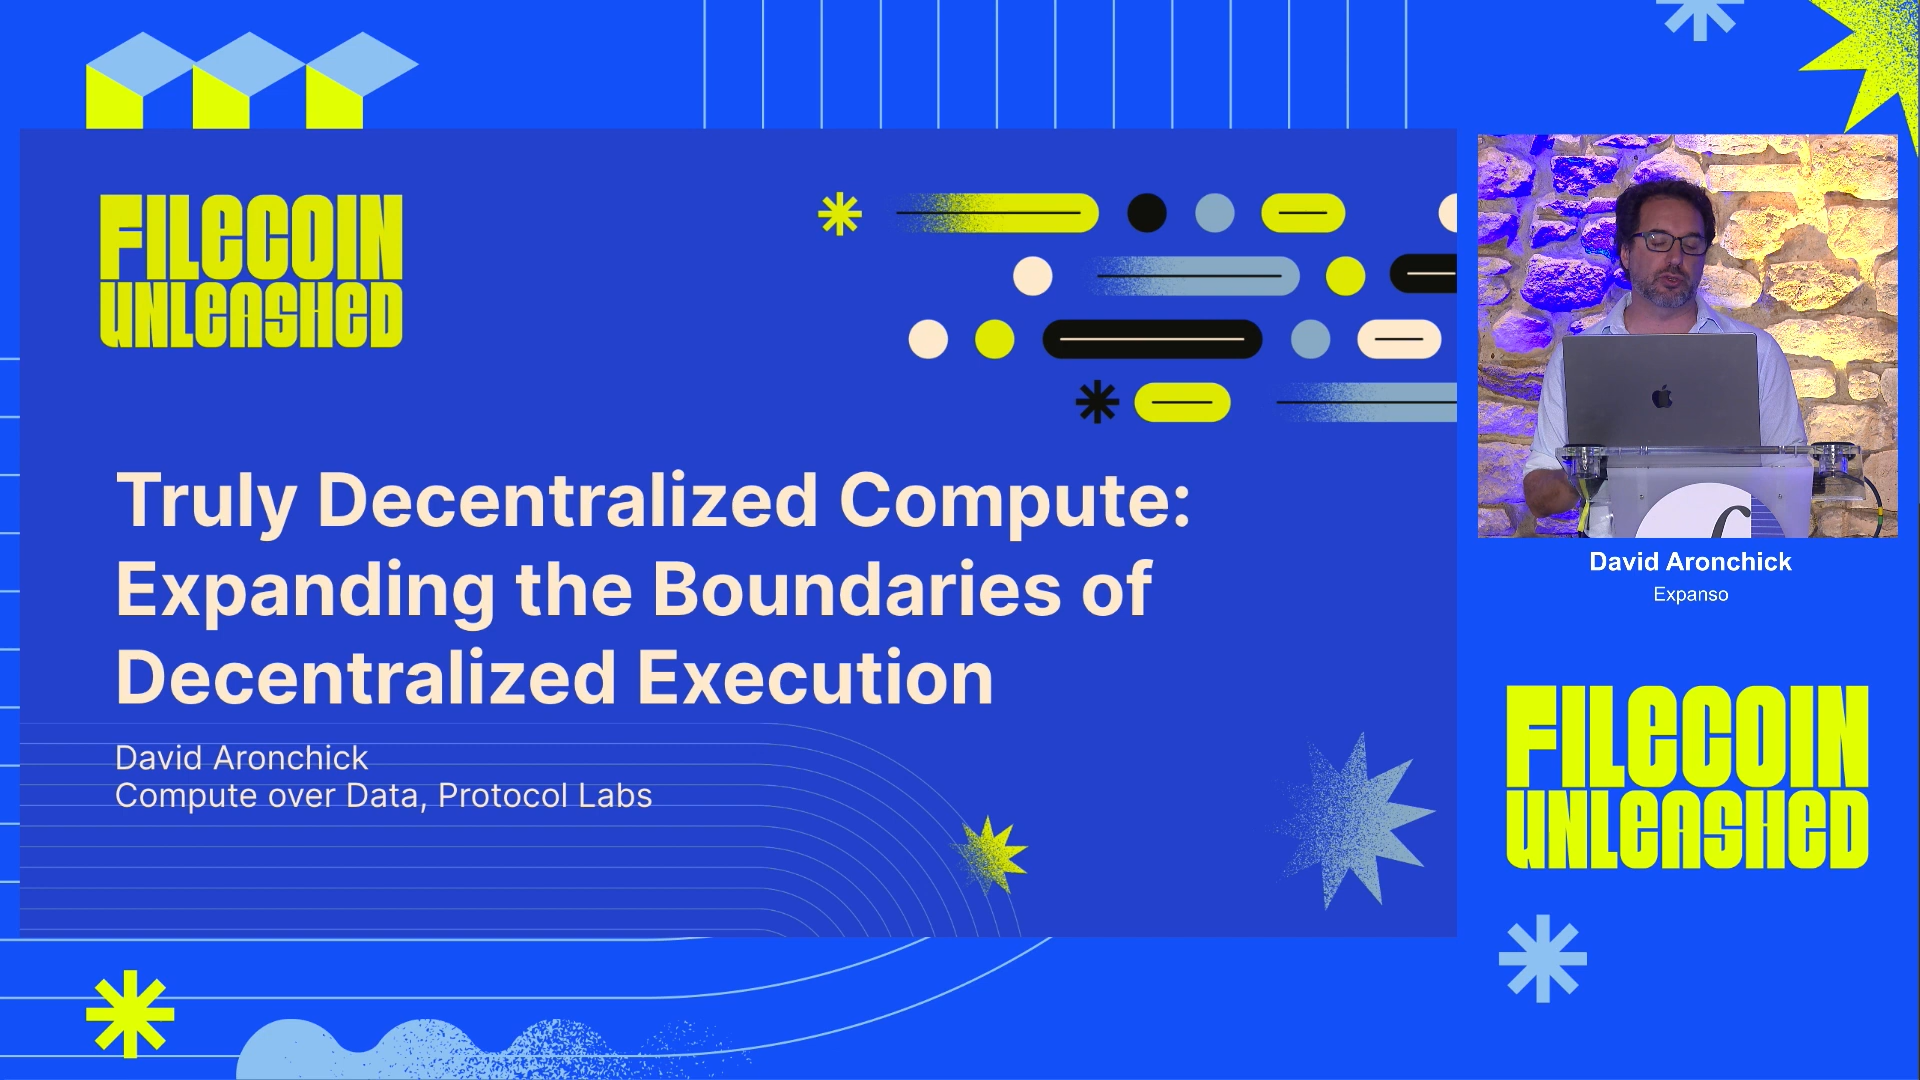 FILECOIN
UNLEASHED
Truly Decentralized Compute:
Expanding the Boundaries of
Decentralized Execution
David Aronchick
Compute over Data, Protocol Labs
David Aronchick
Expanso
FILECOIN
UNLEASHED